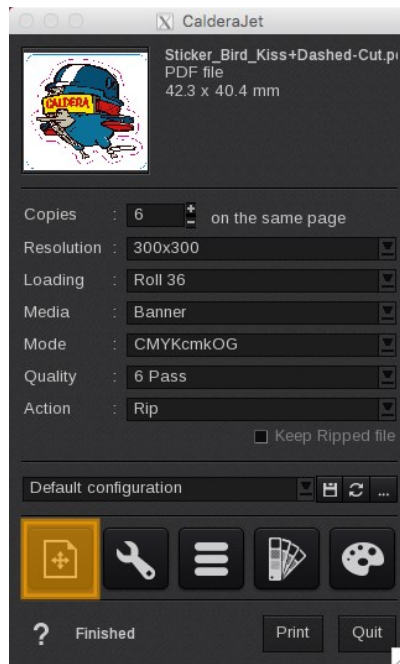 CalderaJet
Sticker_Bird_Kiss+Dashed-Cut.p
PDF file
42.3 x 40.4 mm
CALDERA
Copies : 6 + - on the same page
Resolution : 300x300
Loading : Roll 36
Media : Banner
Mode : CMYKcmkOG
Quality : 6 Pass
Action : Rip
Keep Ripped file
Default configuration ...
? Finished Print Quit